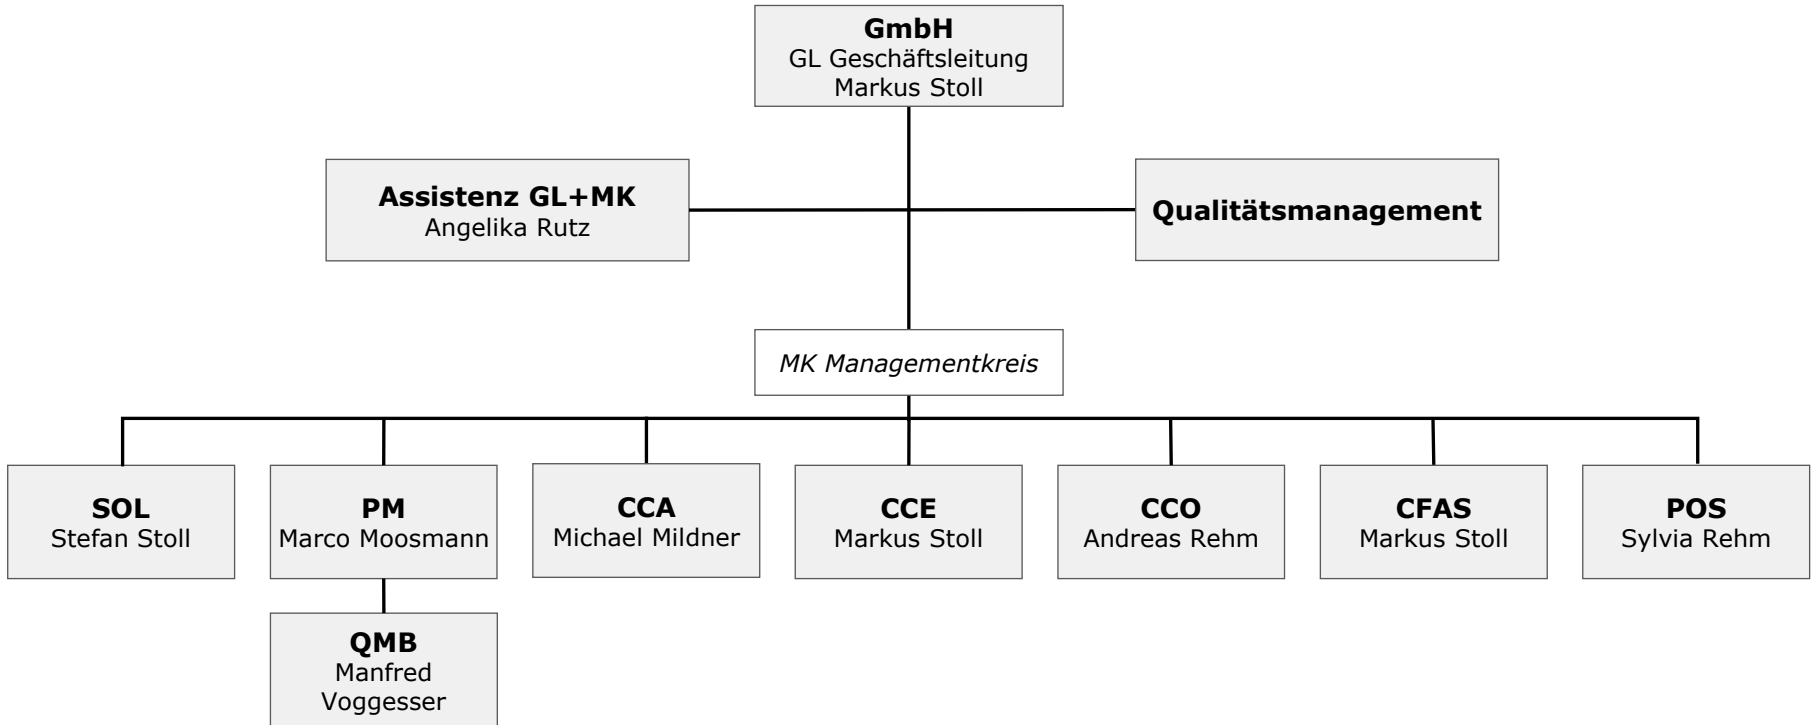 GmbH
GL Geschäftsleitung
Markus Stoll
Assistenz GL+MK
Angelika Rutz
Qualitätsmanagement
MK Managementkreis
SOL
Stefan Stoll
PM
Marco Moosmann
CCA
Michael Mildner
CCE
Markus Stoll
CCO
Andreas Rehm
CFAS
Markus Stoll
POS
Sylvia Rehm
QMB
Manfred
Voggesser